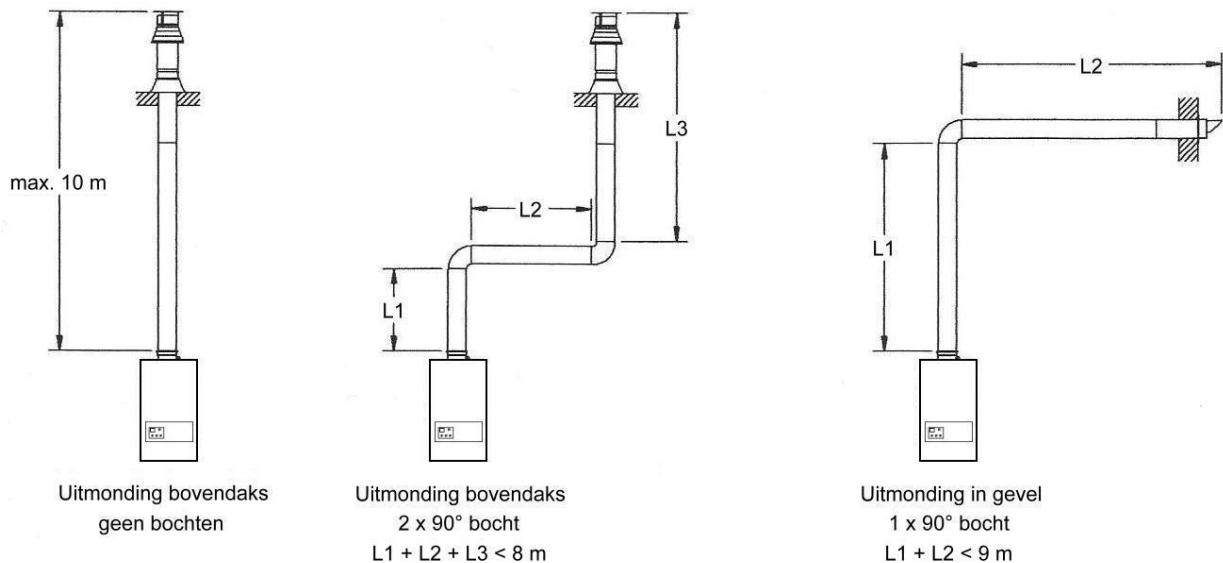 max. 10 m
Uitmonding bovendaks
geen bochten
L1
L2
L3
Uitmonding bovendaks
2 x 90° bocht
L1 + L2 + L3 < 8 m
L1
L2
Uitmonding in gevel
1 x 90° bocht
L1 + L2 < 9 m